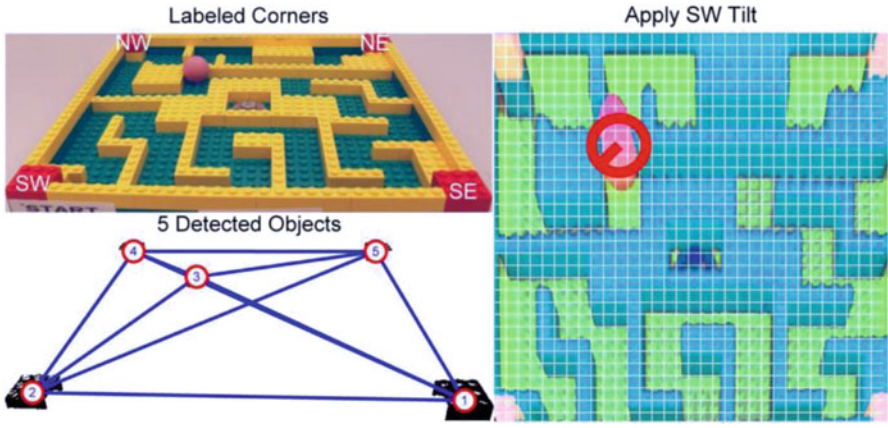 Labeled Corners
NW
NE
SW
SE
START
5 Detected Objects
4
5
3
2
1
Apply SW Tilt